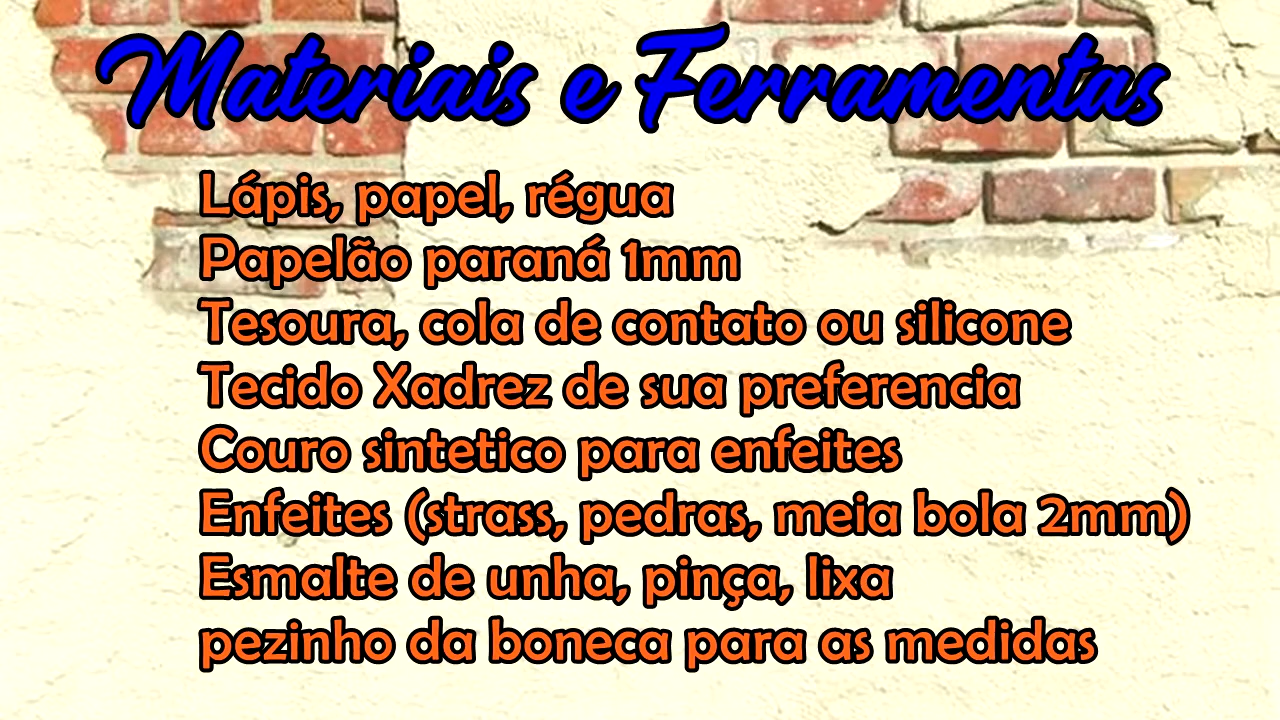 Materiais e Ferramentas
Lápis, papel, régua
Papelão paraná 1mm
Tesoura, cola de contato ou silicone
Tecido Xadrez de sua preferencia
Couro sintetico para enfeites
Enfeites (strass, pedras, meia bola 2mm)
Esmalte de unha, pinça, lixa
pezinho da boneca para as medidas